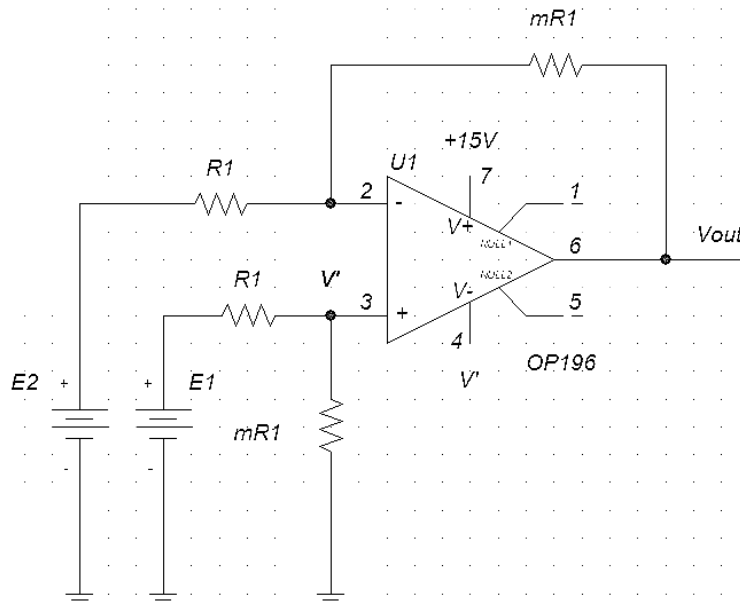 mR1
+15V
U1
7
R1
2
-
1
V+
NULL1
6
Vout
R1
V'
3
+
V-
NULL2
5
4
OP196
V'
E2
+
+
E1
mR1
-
-